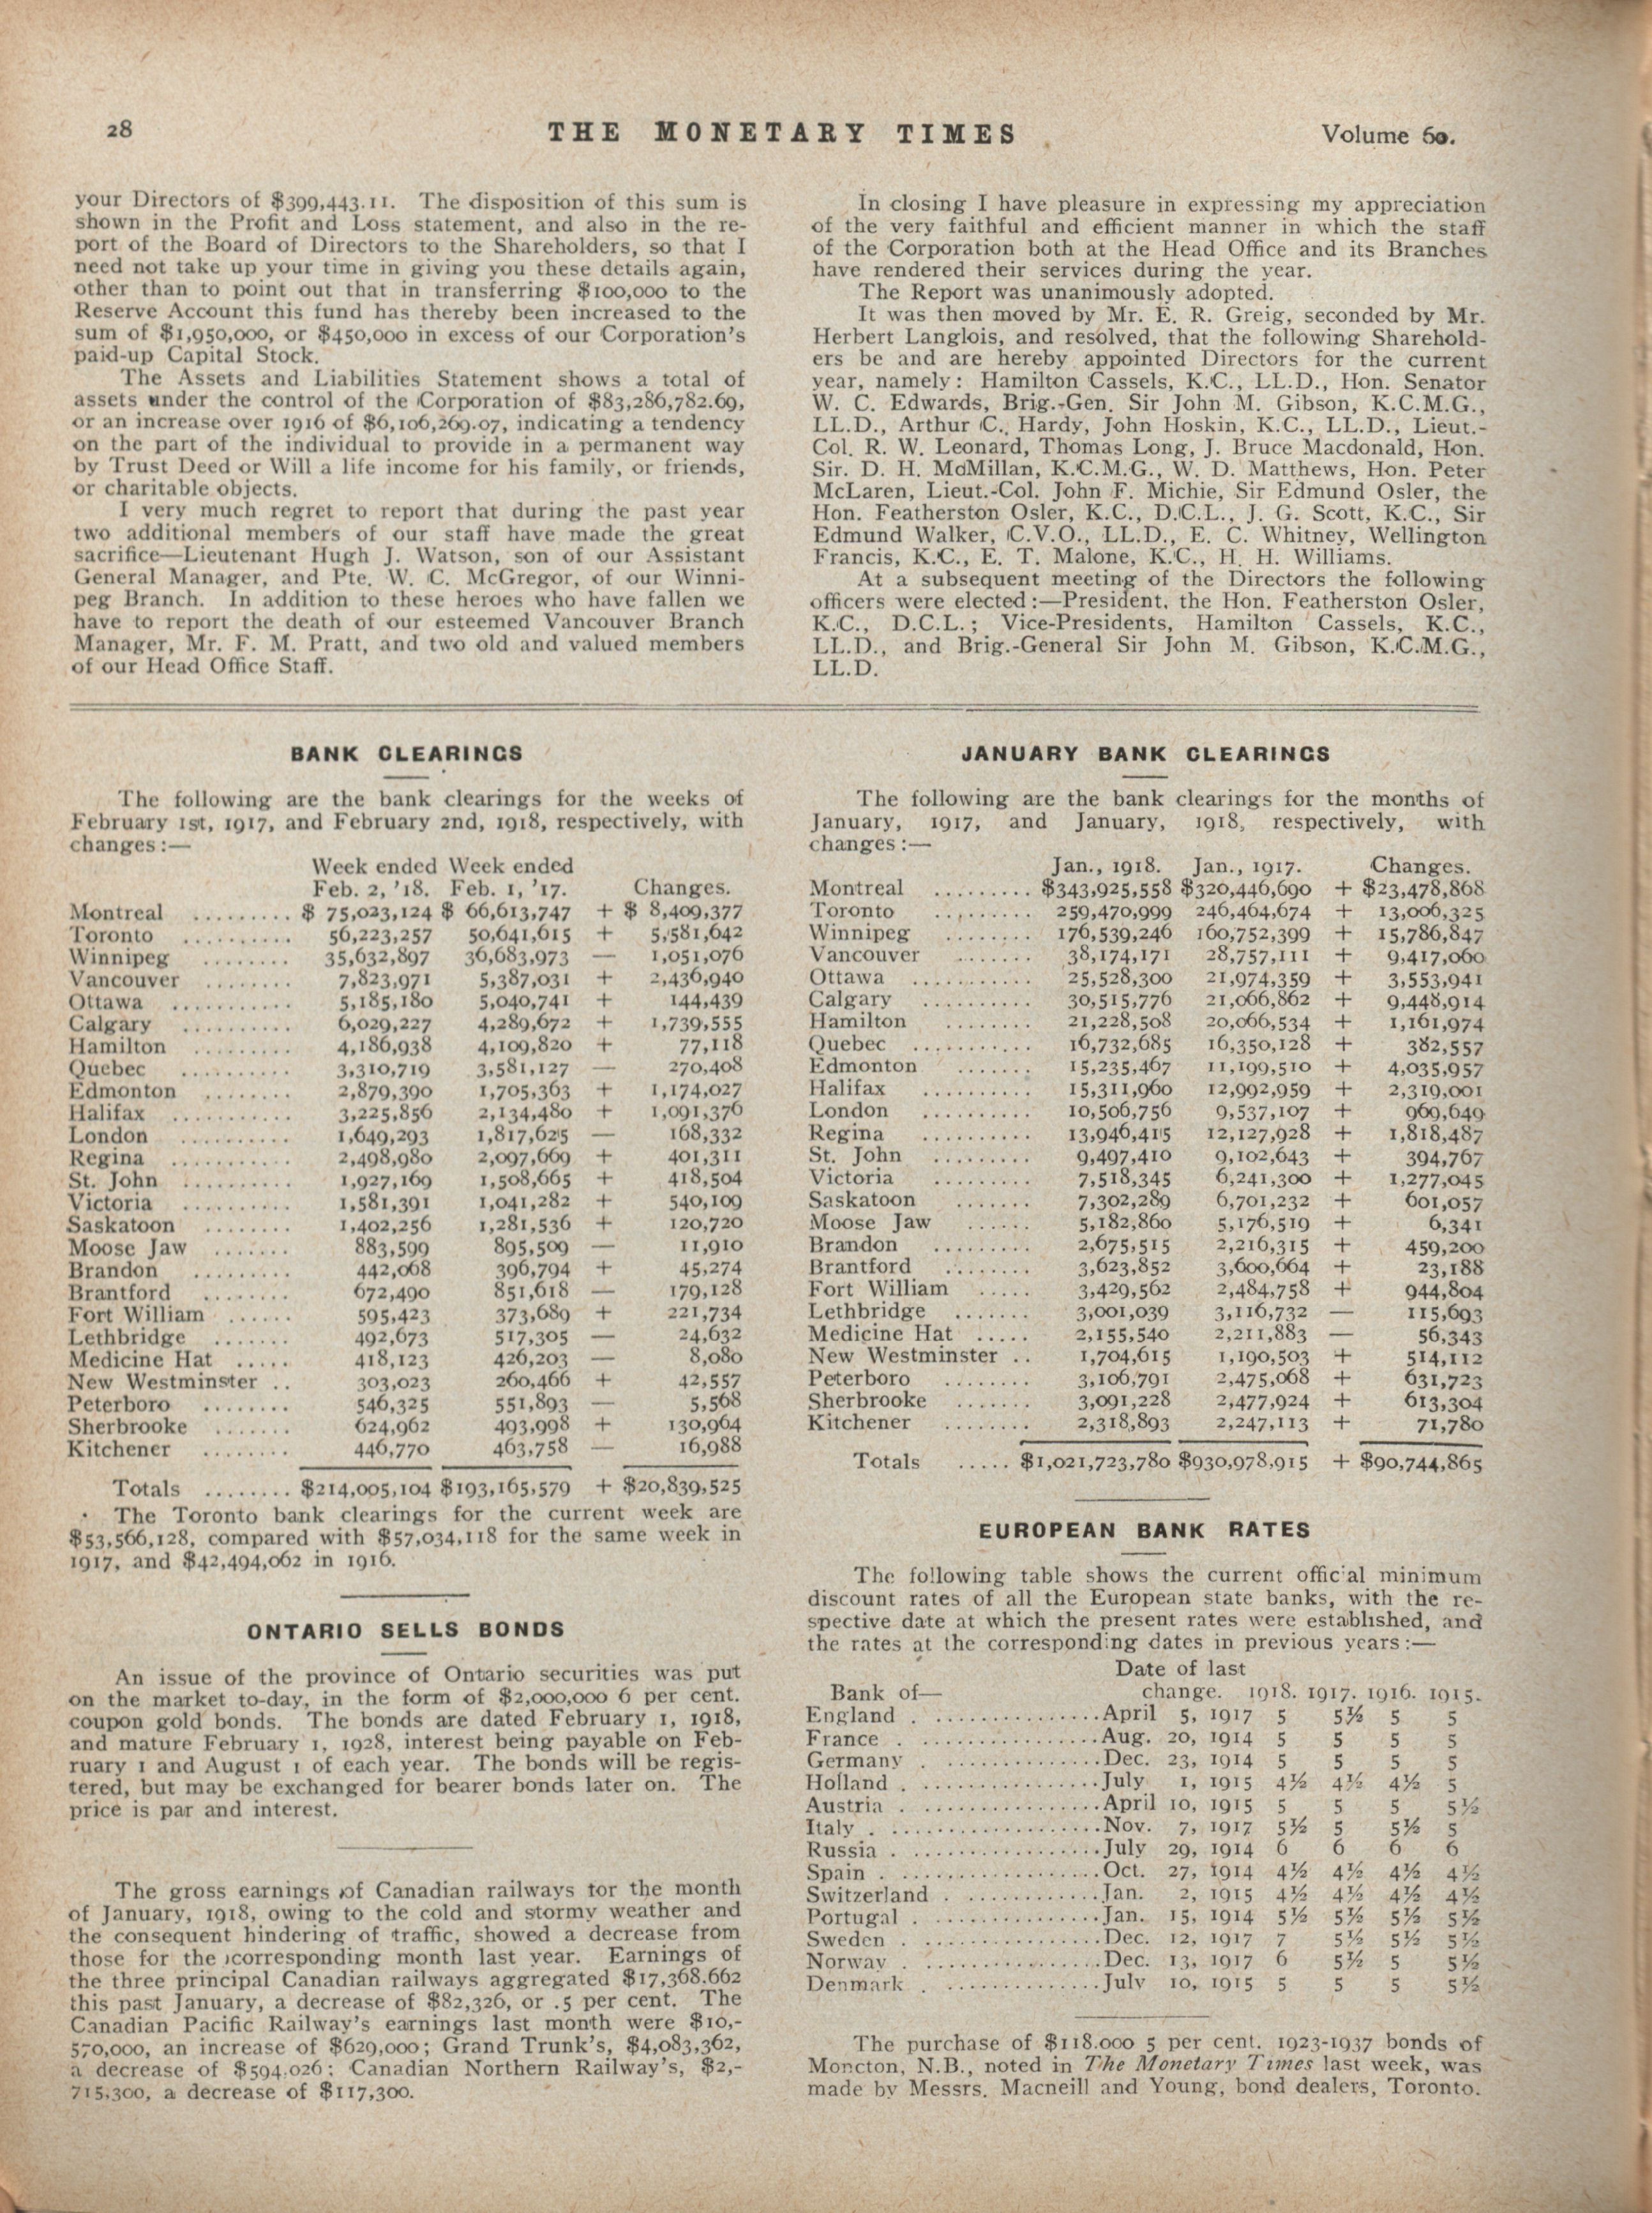 28
THE MONETARY TIMES
Volume 60.
your Directors of $399,443.11. The disposition of this sum is
shown in the Profit and Loss statement, and also in the re-
port of the Board of Directors to the Shareholders, so that I
need not take up your time in giving you these details again,
other than to point out that in transferring $100,000 to the
Reserve Account this fund has thereby been increased to the
sum of $1,950,000, or $450,000 in excess of our Corporation's
paid-up Capital Stock.
The Assets and Liabilities Statement shows a total of
assets under the control of the Corporation of $83,286,782.69,
or an increase over 1916 of $6,106,269.07, indicating a tendency
on the part of the individual to provide in a permanent way
by Trust Deed or Will a life income for his family, or friends,
or charitable objects.
I very much regret to report that during the past year
two additional members of our staff have made the great
sacrifice—Lieutenant Hugh J. Watson, son of our Assistant
General Manager, and Pte. W. C. McGregor, of our Winni-
peg Branch. In addition to these heroes who have fallen we
have to report the death of our esteemed Vancouver Branch
Manager, Mr. F. M. Pratt, and two old and valued members
of our Head Office Staff.
In closing I have pleasure in expressing my appreciation
of the very faithful and efficient manner in which the staff
of the Corporation both at the Head Office and its Branches
have rendered their services during the year.
The Report was unanimously adopted.
It was then moved by Mr. E. R. Greig, seconded by Mr.
Herbert Langlois, and resolved, that the following Sharehold-
ers be and are hereby appointed Directors for the current
year, namely: Hamilton Cassels, K.C., LL.D., Hon. Senator
W. C. Edwards, Brig.-Gen. Sir John M. Gibson, K.C.M.G.,
LL.D., Arthur C. Hardy, John Hoskin, K.C., LL.D., Lieut.-
Col. R. W. Leonard, Thomas Long, J. Bruce Macdonald, Hon.
Sir. D. H. McMillan, K.C.M.G., W. D. Matthews, Hon. Peter
McLaren, Lieut.-Col. John F. Michie, Sir Edmund Osler, the
Hon. Featherston Osler, K.C., D.C.L., J. G. Scott, K.C., Sir
Edmund Walker, C.V.O., LL.D., E. C. Whitney, Wellington
Francis, K.C., E. T. Malone, K.C., H. H. Williams.
At a subsequent meeting of the Directors the following
officers were elected:—President, the Hon. Featherston Osler,
K.C., D.C.L.; Vice-Presidents, Hamilton Cassels, K.C.,
LL.D., and Brig.-General Sir John M. Gibson, K.C.M.G.,
LL.D.
BANK CLEARINGS
The following are the bank clearings for the weeks of
February 1st, 1917, and February 2nd, 1918, respectively, with
changes:—
Week ended Week ended
Feb. 2, '18. Feb. 1, '17. Changes.
Montreal ......... $ 75,023,124 $ 66,613,747 + $ 8,409,377
Toronto .......... 56,223,257 50,641,615 + 5,581,642
Winnipeg ........ 35,632,897 36,683,973 — 1,051,076
Vancouver ........ 7,823,971 5,387,031 + 2,436,940
Ottawa ........... 5,185,180 5,040,741 + 144,439
Calgary .......... 6,029,227 4,289,672 + 1,739,555
Hamilton ......... 4,186,938 4,109,820 + 77,118
Quebec .......... 3,310,719 3,581,127 — 270,408
Edmonton ........ 2,879,390 1,705,363 + 1,174,027
Halifax ........... 3,225,856 2,134,480 + 1,091,376
London .......... 1,649,293 1,817,625 — 168,332
Regina ........... 2,498,980 2,097,669 + 401,311
St. John .......... 1,927,169 1,508,665 + 418,504
Victoria .......... 1,581,391 1,041,282 + 540,109
Saskatoon ........ 1,402,256 1,281,536 + 120,720
Moose Jaw ....... 883,599 895,509 — 11,910
Brandon ......... 442,068 396,794 + 45,274
Brantford ........ 672,490 851,618 — 179,128
Fort William ...... 595,423 373,689 + 221,734
Lethbridge ....... 492,673 517,305 — 24,632
Medicine Hat ..... 418,123 426,203 — 8,080
New Westminster .. 303,023 260,466 + 42,557
Peterboro ........ 546,325 551,893 — 5,568
Sherbrooke ....... 624,962 493,998 + 130,964
Kitchener ........ 446,770 463,758 — 16,988
Totals ........ $214,005,104 $193,165,579 + $20,839,525
The Toronto bank clearings for the current week are
$53,566,128, compared with $57,034,118 for the same week in
1917, and $42,494,062 in 1916.
ONTARIO SELLS BONDS
An issue of the province of Ontario securities was put
on the market to-day, in the form of $2,000,000 6 per cent.
coupon gold bonds. The bonds are dated February 1, 1918,
and mature February 1, 1928, interest being payable on Feb-
ruary 1 and August 1 of each year. The bonds will be regis-
tered, but may be exchanged for bearer bonds later on. The
price is par and interest.
The gross earnings of Canadian railways for the month
of January, 1918, owing to the cold and stormy weather and
the consequent hindering of traffic, showed a decrease from
those for the corresponding month last year. Earnings of
the three principal Canadian railways aggregated $17,368.662
this past January, a decrease of $82,326, or .5 per cent. The
Canadian Pacific Railway's earnings last month were $10,-
570,000, an increase of $629,000; Grand Trunk's, $4,083,362,
a decrease of $594.026; Canadian Northern Railway's, $2,-
715,300, a decrease of $117,300.
JANUARY BANK CLEARINGS
The following are the bank clearings for the months of
January, 1917, and January, 1918, respectively, with
changes:—
Jan., 1918. Jan., 1917. Changes.
Montreal ......... $343,925,558 $320,446,690 + $23,478,868
Toronto ......... 259,470,999 246,464,674 + 13,006,325
Winnipeg ........ 176,539,246 160,752,399 + 15,786,847
Vancouver ....... 38,174,171 28,757,111 + 9,417,060
Ottawa ........... 25,528,300 21,974,359 + 3,553,941
Calgary .......... 30,515,776 21,066,862 + 9,448,914
Hamilton ........ 21,228,508 20,066,534 + 1,161,974
Quebec ........... 16,732,685 16,350,128 + 382,557
Edmonton ....... 15,235,467 11,199,510 + 4,035,957
Halifax .......... 15,311,960 12,992,959 + 2,319,001
London .......... 10,506,756 9,537,107 + 969,649
Regina .......... 13,946,415 12,127,928 + 1,818,487
St. John ......... 9,497,410 9,102,643 + 394,767
Victoria ......... 7,518,345 6,241,300 + 1,277,045
Saskatoon ....... 7,302,289 6,701,232 + 601,057
Moose Jaw ...... 5,182,860 5,176,519 + 6,341
Brandon ......... 2,675,515 2,216,315 + 459,200
Brantford ........ 3,623,852 3,600,664 + 23,188
Fort William ..... 3,429,562 2,484,758 + 944,804
Lethbridge ....... 3,001,039 3,116,732 — 115,693
Medicine Hat ..... 2,155,540 2,211,883 — 56,343
New Westminster .. 1,704,615 1,190,503 + 514,112
Peterboro ........ 3,106,791 2,475,068 + 631,723
Sherbrooke ....... 3,091,228 2,477,924 + 613,304
Kitchener ........ 2,318,893 2,247,113 + 71,780
Totals ..... $1,021,723,780 $930,978,915 + $90,744,865
EUROPEAN BANK RATES
The following table shows the current official minimum
discount rates of all the European state banks, with the re-
spective date at which the present rates were established, and
the rates at the corresponding dates in previous years:—
Date of last
Bank of— change. 1918. 1917. 1916. 1915.
England . ...............April 5, 1917 5 5½ 5 5
France . ................Aug. 20, 1914 5 5 5 5
Germany . .............Dec. 23, 1914 5 5 5 5
Holland . ................July 1, 1915 4½ 4½ 4½ 5
Austria . ................April 10, 1915 5 5 5 5½
Italy . ...................Nov. 7, 1917 5½ 5 5½ 5
Russia . .................July 29, 1914 6 6 6 6
Spain . ..................Oct. 27, 1914 4½ 4½ 4½ 4½
Switzerland . ............Jan. 2, 1915 4½ 4½ 4½ 4½
Portugal . ...............Jan. 15, 1914 5½ 5½ 5½ 5½
Sweden . ................Dec. 12, 1917 7 5½ 5½ 5½
Norway . ................Dec. 13, 1917 6 5½ 5 5½
Denmark . ..............July 10, 1915 5 5 5 5½
The purchase of $118.000 5 per cent. 1923-1937 bonds of
Moncton, N.B., noted in The Monetary Times last week, was
made by Messrs. Macneill and Young, bond dealers, Toronto.